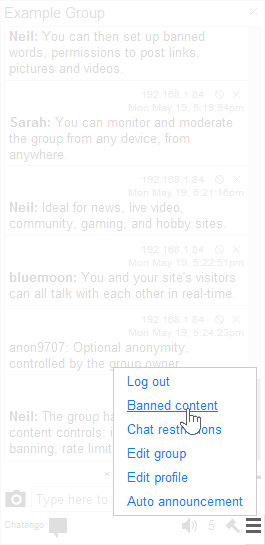 Example Group
Neil: You can then set up banned
words, permissions to post links,
pictures and videos.
192.168.1.84
Mon May 19, 5:19:54pm
Sarah: You can monitor and moderate
the group from any device, from
anywhere.
192.168.1.84
Mon May 19, 5:21:16pm
Neil: Ideal for news, live video,
community, gaming, and hobby sites.
192.168.1.84
Mon May 19, 5:22:51pm
bluemoon: You and your site's visitors
can all talk with each other in real-time.
192.168.1.84
Mon May 19, 5:24:23pm
anon9707: Optional anonymity,
controlled by the group owner
Neil: The group ha
content controls: i
banning, rate limit
Log out
Banned content
Chat restrictions
Edit group
Edit profile
Auto announcement
Type here to
Chatango
5